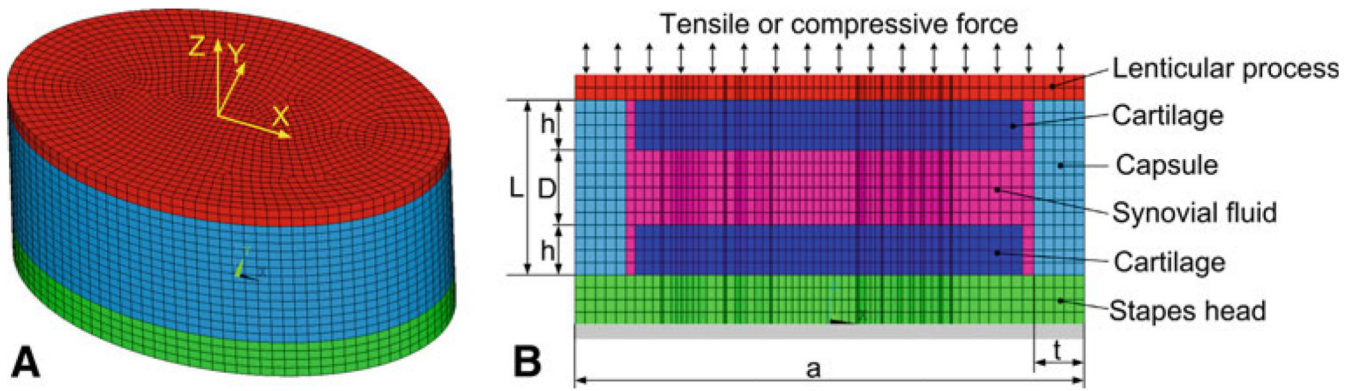 Z
Y
X
A
Tensile or compressive force
Lenticular process
Cartilage
Capsule
Synovial fluid
Cartilage
Stapes head
h
L
D
h
B
t
a